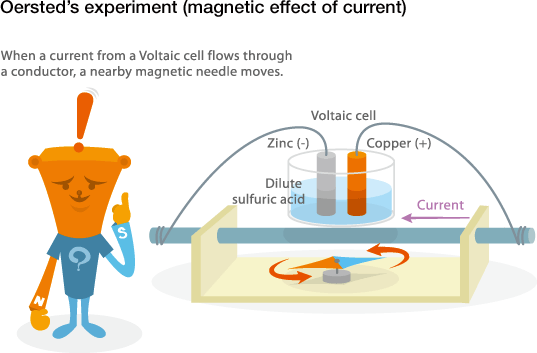 Oersted's experiment (magnetic effect of current)
When a current from a Voltaic cell flows through
a conductor, a nearby magnetic needle moves.
Voltaic cell
Zinc (-)
Copper (+)
Dilute
sulfuric acid
Current
S
N